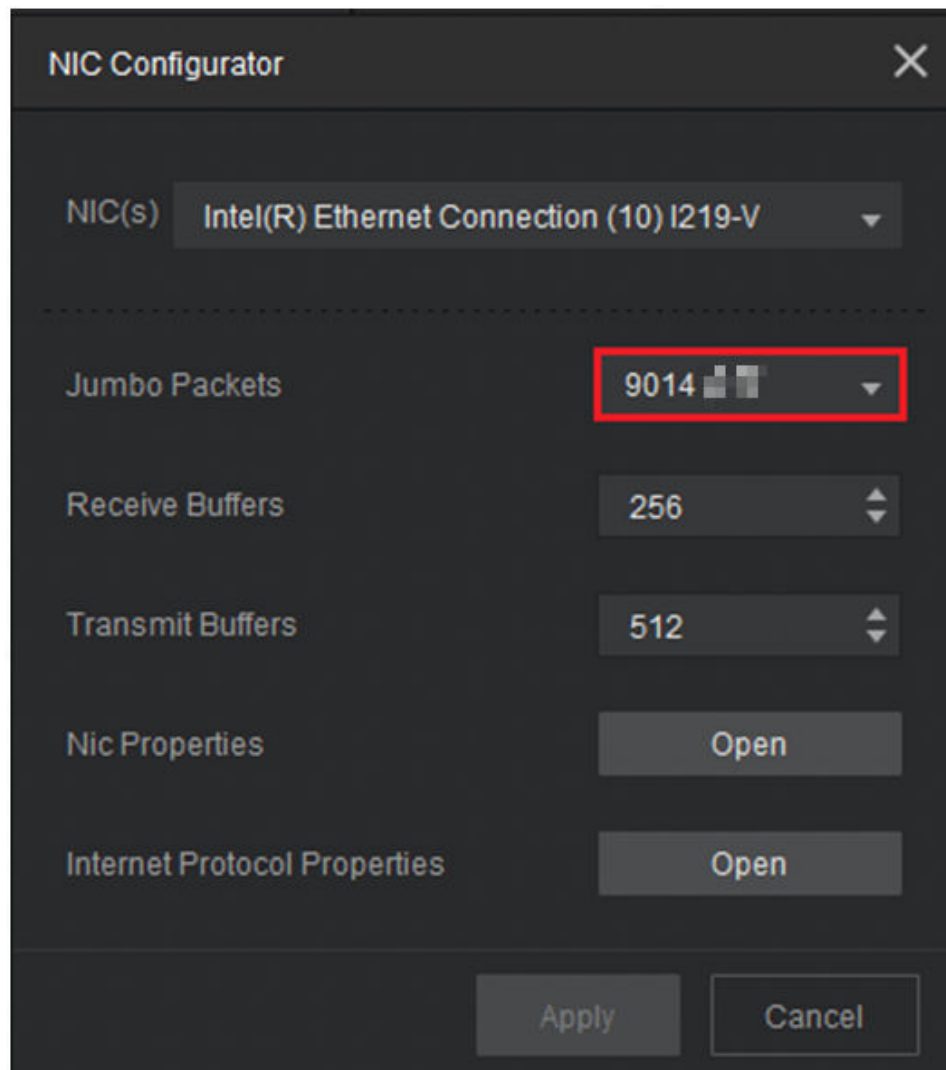 NIC Configurator
NIC(s) Intel(R) Ethernet Connection (10) I219-V
Jumbo Packets 9014
Receive Buffers 256
Transmit Buffers 512
Nic Properties Open
Internet Protocol Properties Open
Apply Cancel